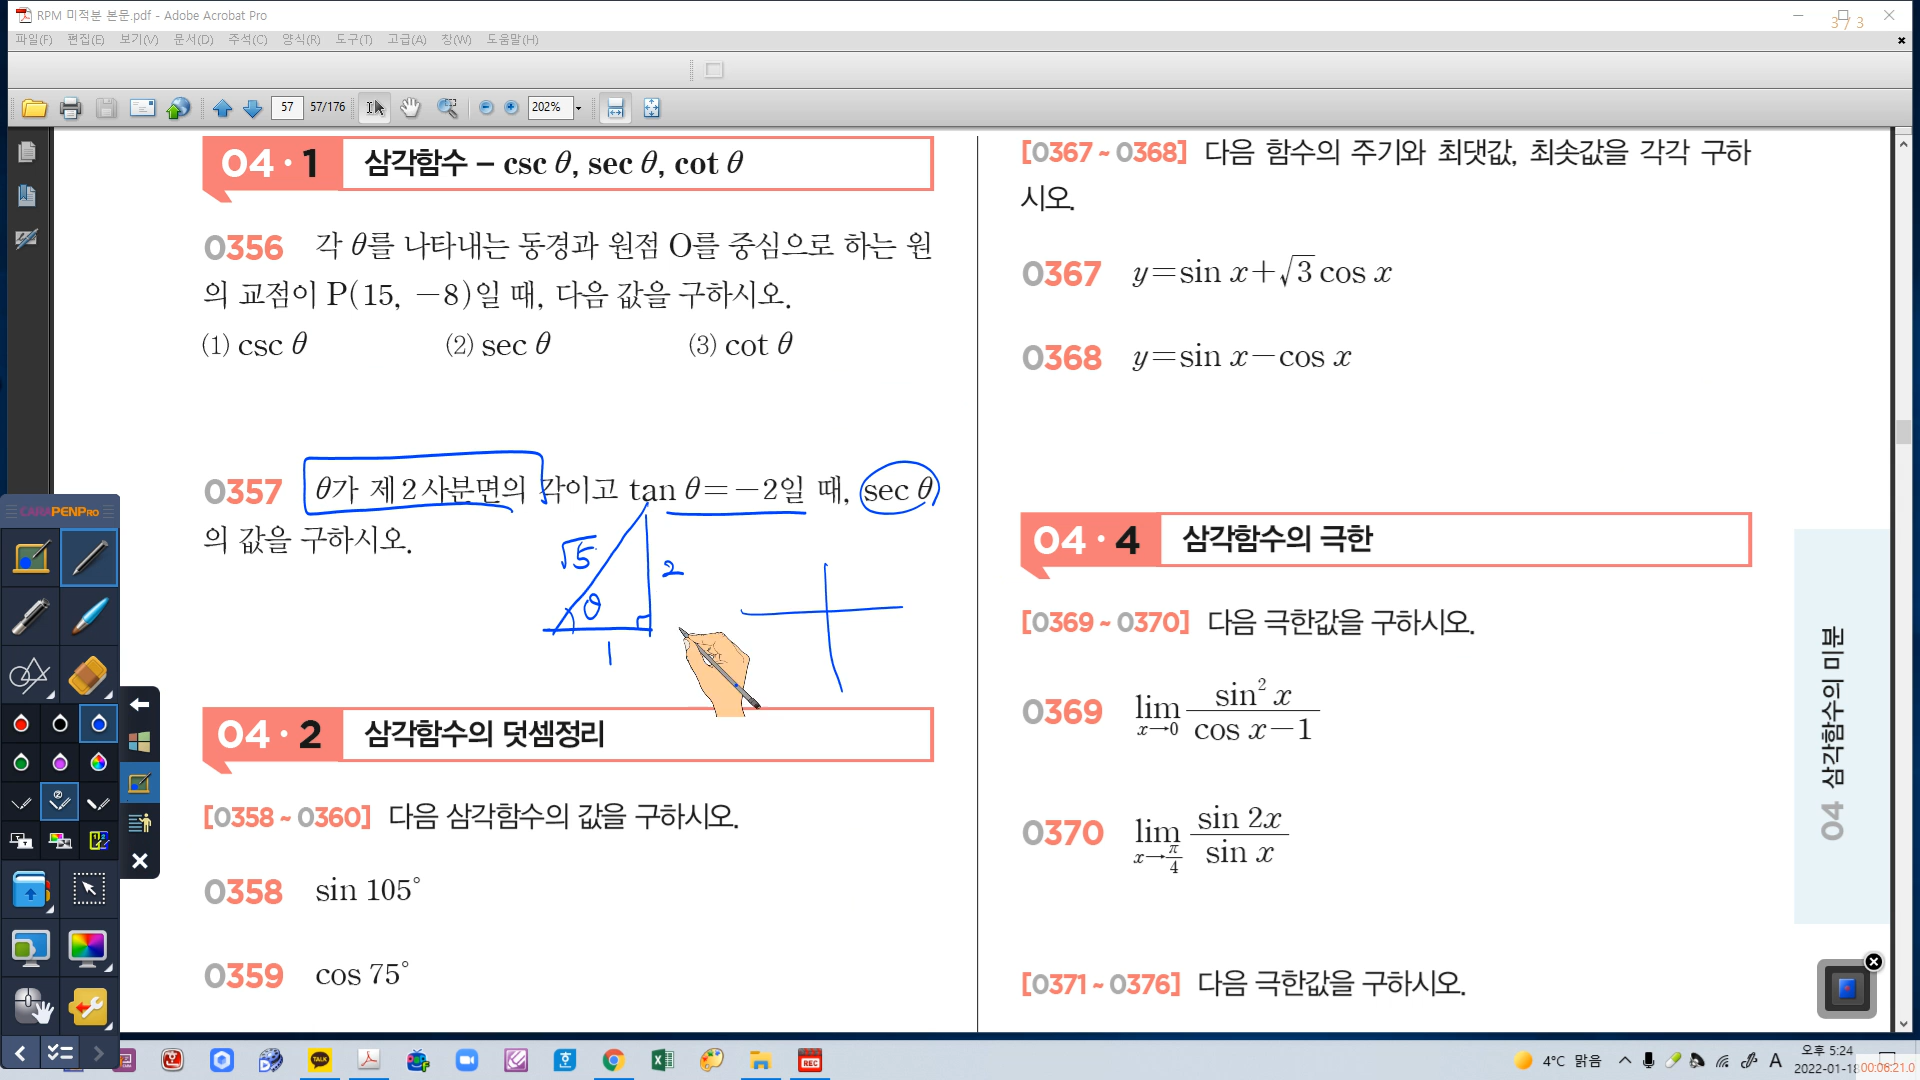 RPM 미적분 본문.pdf - Adobe Acrobat Pro
3 / 3
파일(F) 편집(E) 보기(V) 문서(D) 주석(C) 양식(R) 도구(T) 고급(A) 창(W) 도움말(H)
57 57/176 202%
04·1 삼각함수 – csc θ, sec θ, cot θ
0356 각 θ를 나타내는 동경과 원점 O를 중심으로 하는 원
의 교점이 P(15, −8)일 때, 다음 값을 구하시오.
(1) csc θ (2) sec θ (3) cot θ
0357 θ가 제2사분면의 각이고 tan θ=−2일 때, sec θ
의 값을 구하시오.
√5
2
θ
1
04·2 삼각함수의 덧셈정리
[0358 ~ 0360] 다음 삼각함수의 값을 구하시오.
0358 sin 105°
0359 cos 75°
[0367 ~ 0368] 다음 함수의 주기와 최댓값, 최솟값을 각각 구하
시오.
0367 y=sin x+√3 cos x
0368 y=sin x−cos x
04·4 삼각함수의 극한
[0369 ~ 0370] 다음 극한값을 구하시오.
0369 lim x→0 sin² x / cos x−1
0370 lim x→π/4 sin 2x / sin x
[0371 ~ 0376] 다음 극한값을 구하시오.
04 삼각함수의 미분
CARAPENPRO
TALK
REC
4°C 맑음
A
오후 5:24
2022-01-18
00:06:21.0